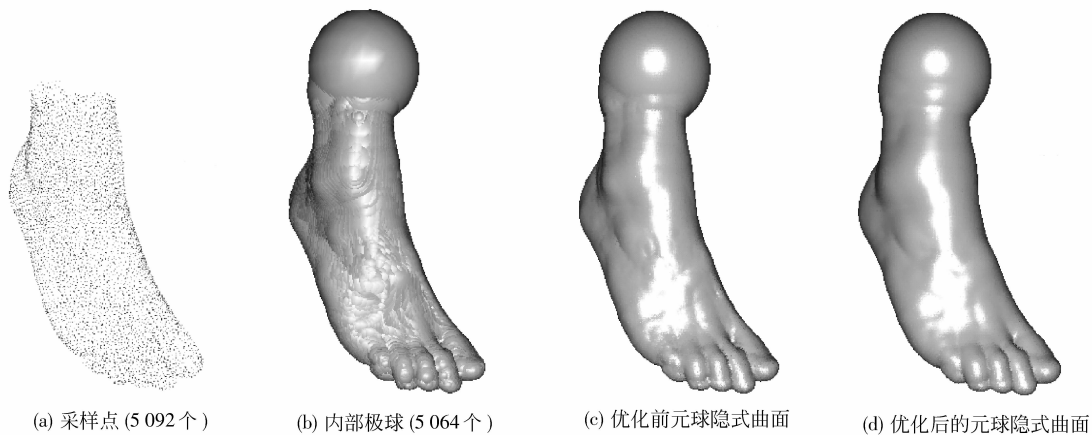 (a) 采样点 (5 092 个)
(b) 内部极球 (5 064 个)
(c) 优化前元球隐式曲面
(d) 优化后的元球隐式曲面